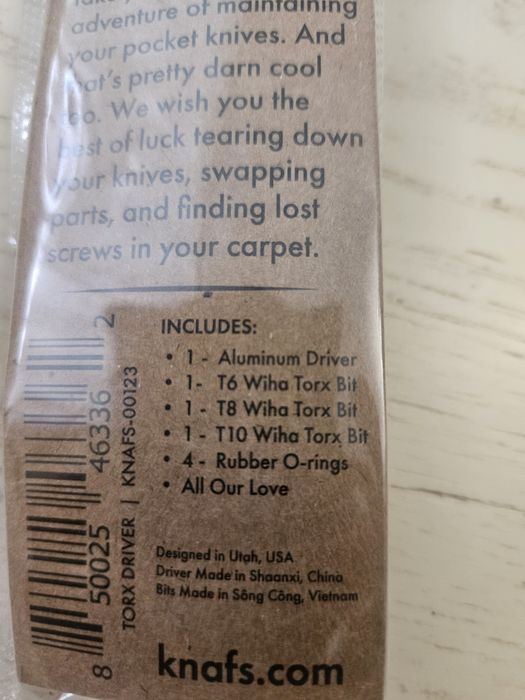 adventure of maintaining
your pocket knives. And
that's pretty darn cool
too. We wish you the
best of luck tearing down
your knives, swapping
parts, and finding lost
screws in your carpet.
INCLUDES:
• 1 - Aluminum Driver
• 1- T6 Wiha Torx Bit
• 1 - T8 Wiha Torx Bit
• 1 - T10 Wiha Torx Bit
• 4 - Rubber O-rings
• All Our Love
Designed in Utah, USA
Driver Made in Shaanxi, China
Bits Made in Sông Công, Vietnam
knafs.com
8 50025 46336 2
TORX DRIVER | KNAFS-00123